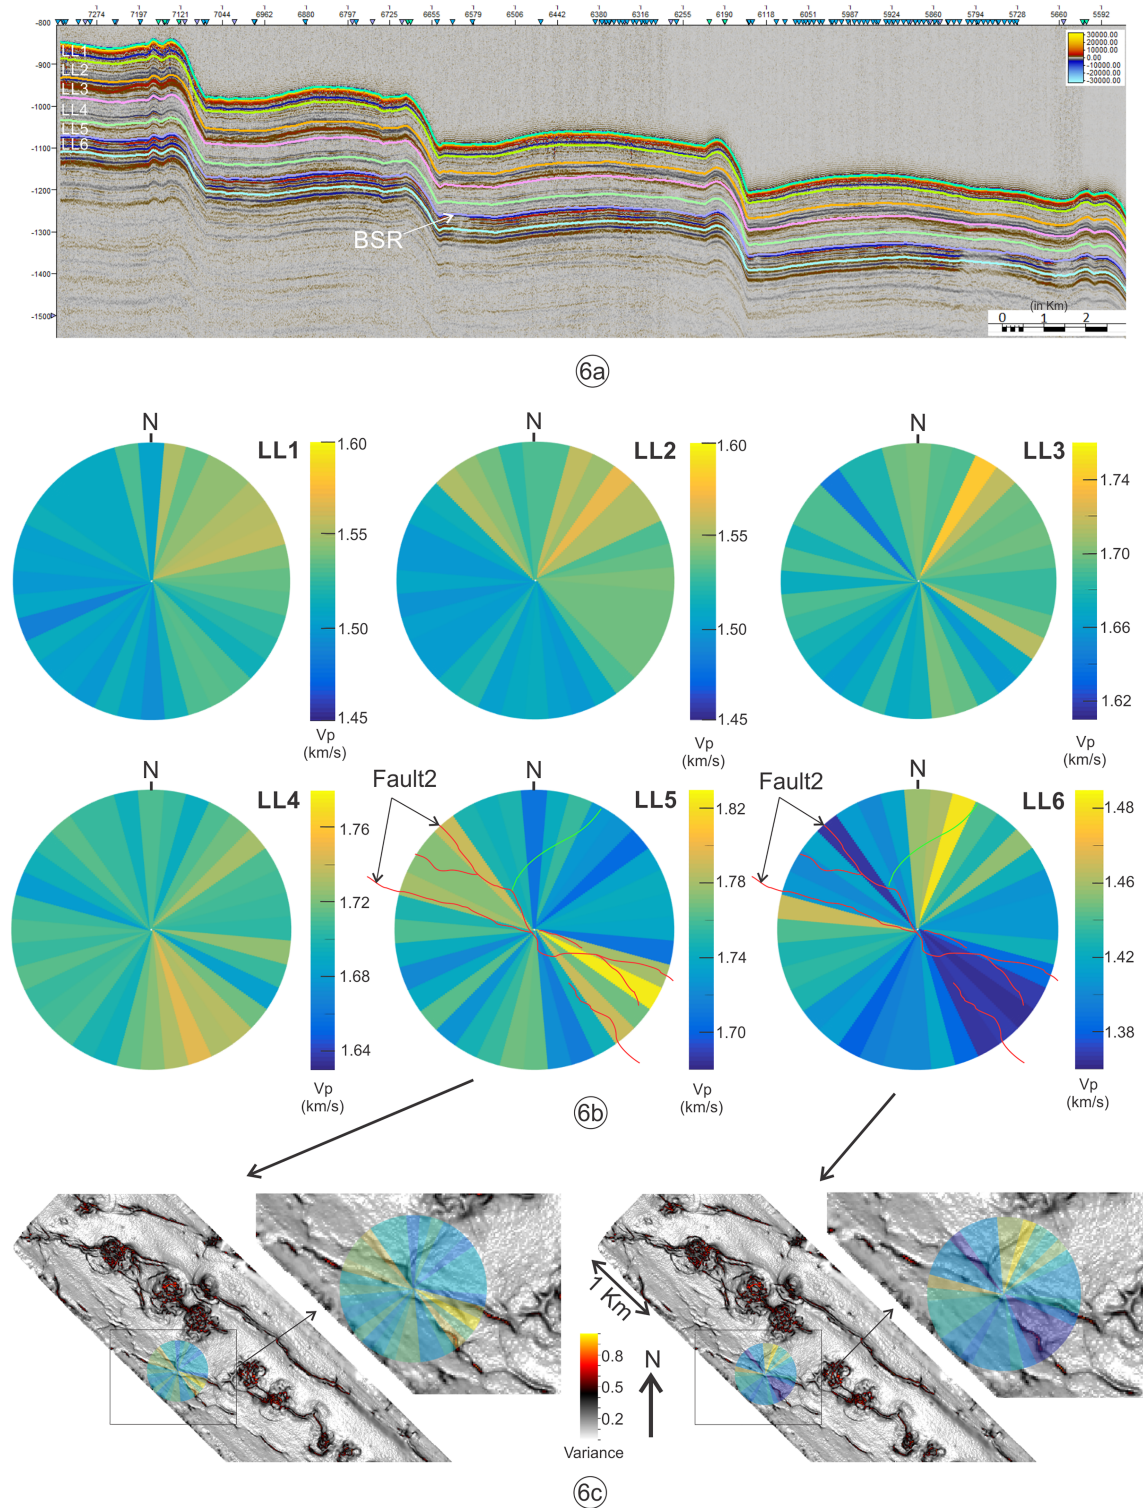 7274 7197 7121 7044 6962 6880 6797 6725 6655 6579 6506 6442 6380 6316 6255 6190 6118 6051 5987 5924 5860 5794 5728 5660 5592
-800
-900
-1000
-1100
-1200
-1300
-1400
-1500
LL1
LL2
LL3
LL4
LL5
LL6
BSR
30000.00
20000.00
10000.00
0.00
-10000.00
-20000.00
-30000.00
(in Km)
0 1 2
6a
N LL1
1.60
1.55
1.50
1.45
Vp
(km/s)
N LL2
1.60
1.55
1.50
1.45
Vp
(km/s)
N LL3
1.74
1.70
1.66
1.62
Vp
(km/s)
N LL4
1.76
1.72
1.68
1.64
Vp
(km/s)
Fault2
N LL5
1.82
1.78
1.74
1.70
Vp
(km/s)
Fault2
N LL6
1.48
1.46
1.42
1.38
Vp
(km/s)
6b
1 Km
0.8
0.5
0.2
Variance
N
6c